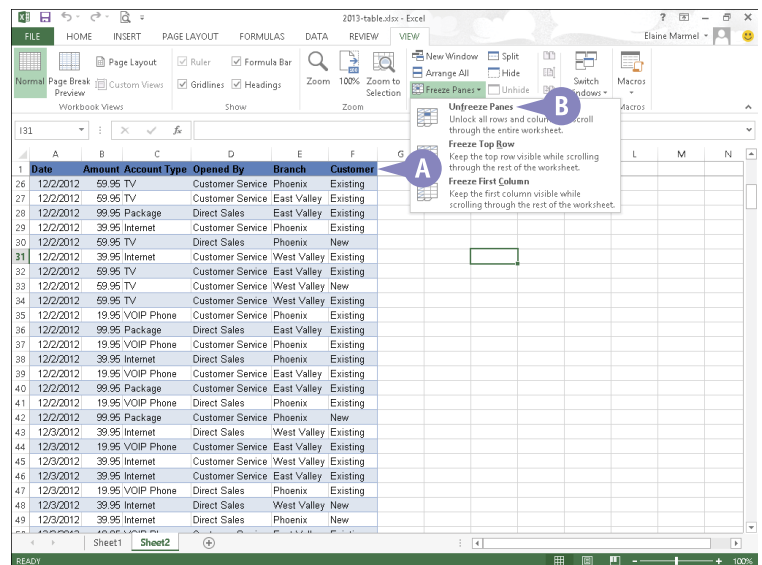 2013-table.xlsx - Excel
FILE HOME INSERT PAGE LAYOUT FORMULAS DATA REVIEW VIEW Elaine Marmel
Normal
Page Break Preview
Page Layout
Custom Views
Workbook Views
Ruler
Formula Bar
Gridlines
Headings
Show
Zoom
100%
Zoom to Selection
Zoom
New Window
Arrange All
Freeze Panes
Split
Hide
Unhide
Switch
Macros
Macros
Unfreeze Panes
Unlock all rows and scroll
through the entire worksheet.
Freeze Top Row
Keep the top row visible while scrolling
through the rest of the worksheet.
Freeze First Column
Keep the first column visible while
scrolling through the rest of the worksheet.
B
A
I31 fx
A B C D E F G L M N
1 Date Amount Account Type Opened By Branch Customer
26 12/2/2012 59.95 TV Customer Service Phoenix Existing
27 12/2/2012 59.95 TV Customer Service East Valley Existing
28 12/2/2012 99.95 Package Direct Sales East Valley Existing
29 12/2/2012 39.95 Internet Customer Service Phoenix Existing
30 12/2/2012 59.95 TV Direct Sales Phoenix New
31 12/2/2012 39.95 Internet Customer Service West Valley Existing
32 12/2/2012 59.95 TV Customer Service East Valley Existing
33 12/2/2012 59.95 TV Customer Service West Valley New
34 12/2/2012 59.95 TV Customer Service West Valley Existing
35 12/2/2012 19.95 VOIP Phone Customer Service Phoenix Existing
36 12/2/2012 99.95 Package Direct Sales East Valley Existing
37 12/2/2012 19.95 VOIP Phone Customer Service Phoenix Existing
38 12/2/2012 39.95 Internet Direct Sales Phoenix Existing
39 12/2/2012 19.95 VOIP Phone Customer Service East Valley Existing
40 12/2/2012 99.95 Package Customer Service East Valley Existing
41 12/2/2012 19.95 VOIP Phone Direct Sales Phoenix Existing
42 12/2/2012 99.95 Package Customer Service Phoenix New
43 12/3/2012 39.95 Internet Direct Sales West Valley Existing
44 12/3/2012 19.95 VOIP Phone Customer Service East Valley Existing
45 12/3/2012 39.95 Internet Customer Service West Valley Existing
46 12/3/2012 39.95 Internet Customer Service East Valley Existing
47 12/3/2012 19.95 VOIP Phone Direct Sales Phoenix Existing
48 12/3/2012 39.95 Internet Direct Sales West Valley New
49 12/3/2012 39.95 Internet Direct Sales Phoenix New
Sheet1 Sheet2
READY 100%